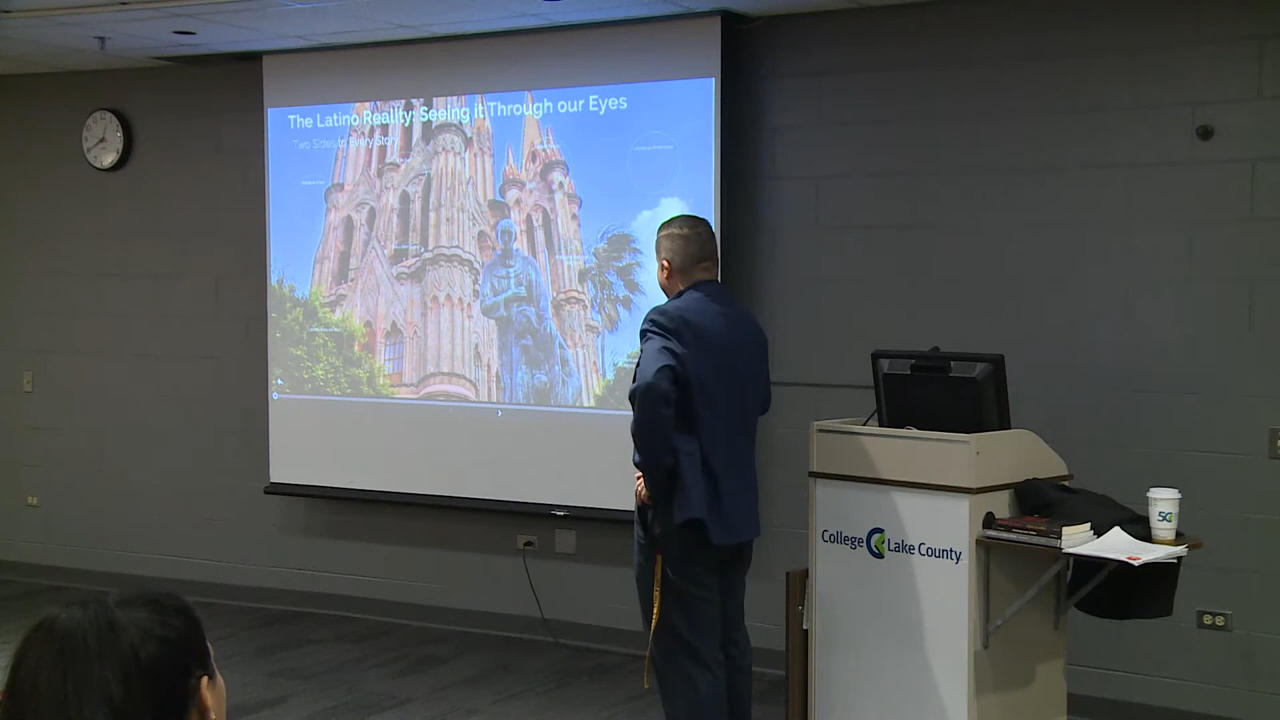 The Latino Reality: Seeing it Through our Eyes
Two Sides to Every Story
College Lake County
50